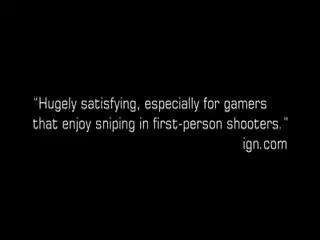 “Hugely satisfying, especially for gamers
that enjoy sniping in first-person shooters.”
ign.com